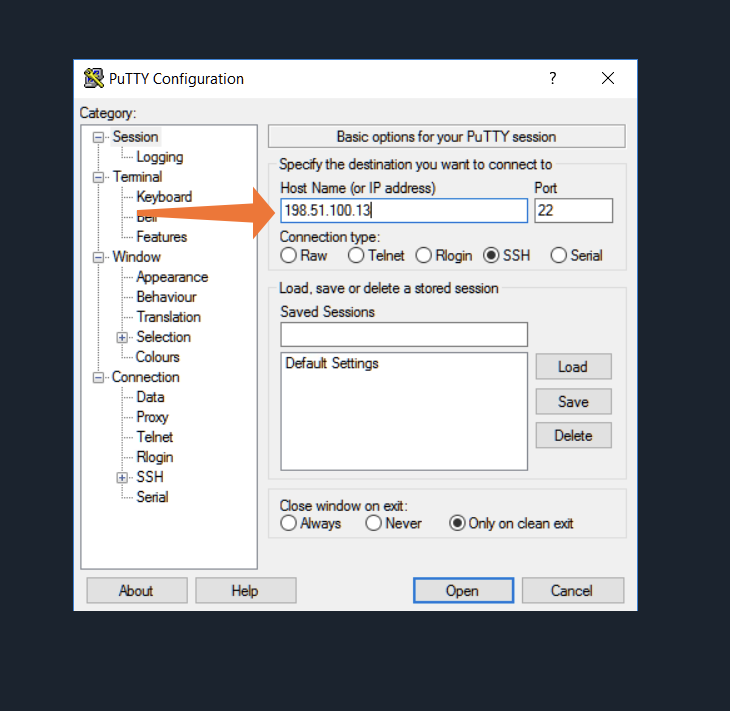 PuTTY Configuration
?
Category:
Session
Logging
Terminal
Keyboard
Bell
Features
Window
Appearance
Behaviour
Translation
Selection
Colours
Connection
Data
Proxy
Telnet
Rlogin
SSH
Serial
Basic options for your PuTTY session
Specify the destination you want to connect to
Host Name (or IP address) Port
198.51.100.13 22
Connection type:
Raw Telnet Rlogin SSH Serial
Load, save or delete a stored session
Saved Sessions
Default Settings
Load
Save
Delete
Close window on exit:
Always Never Only on clean exit
About Help Open Cancel